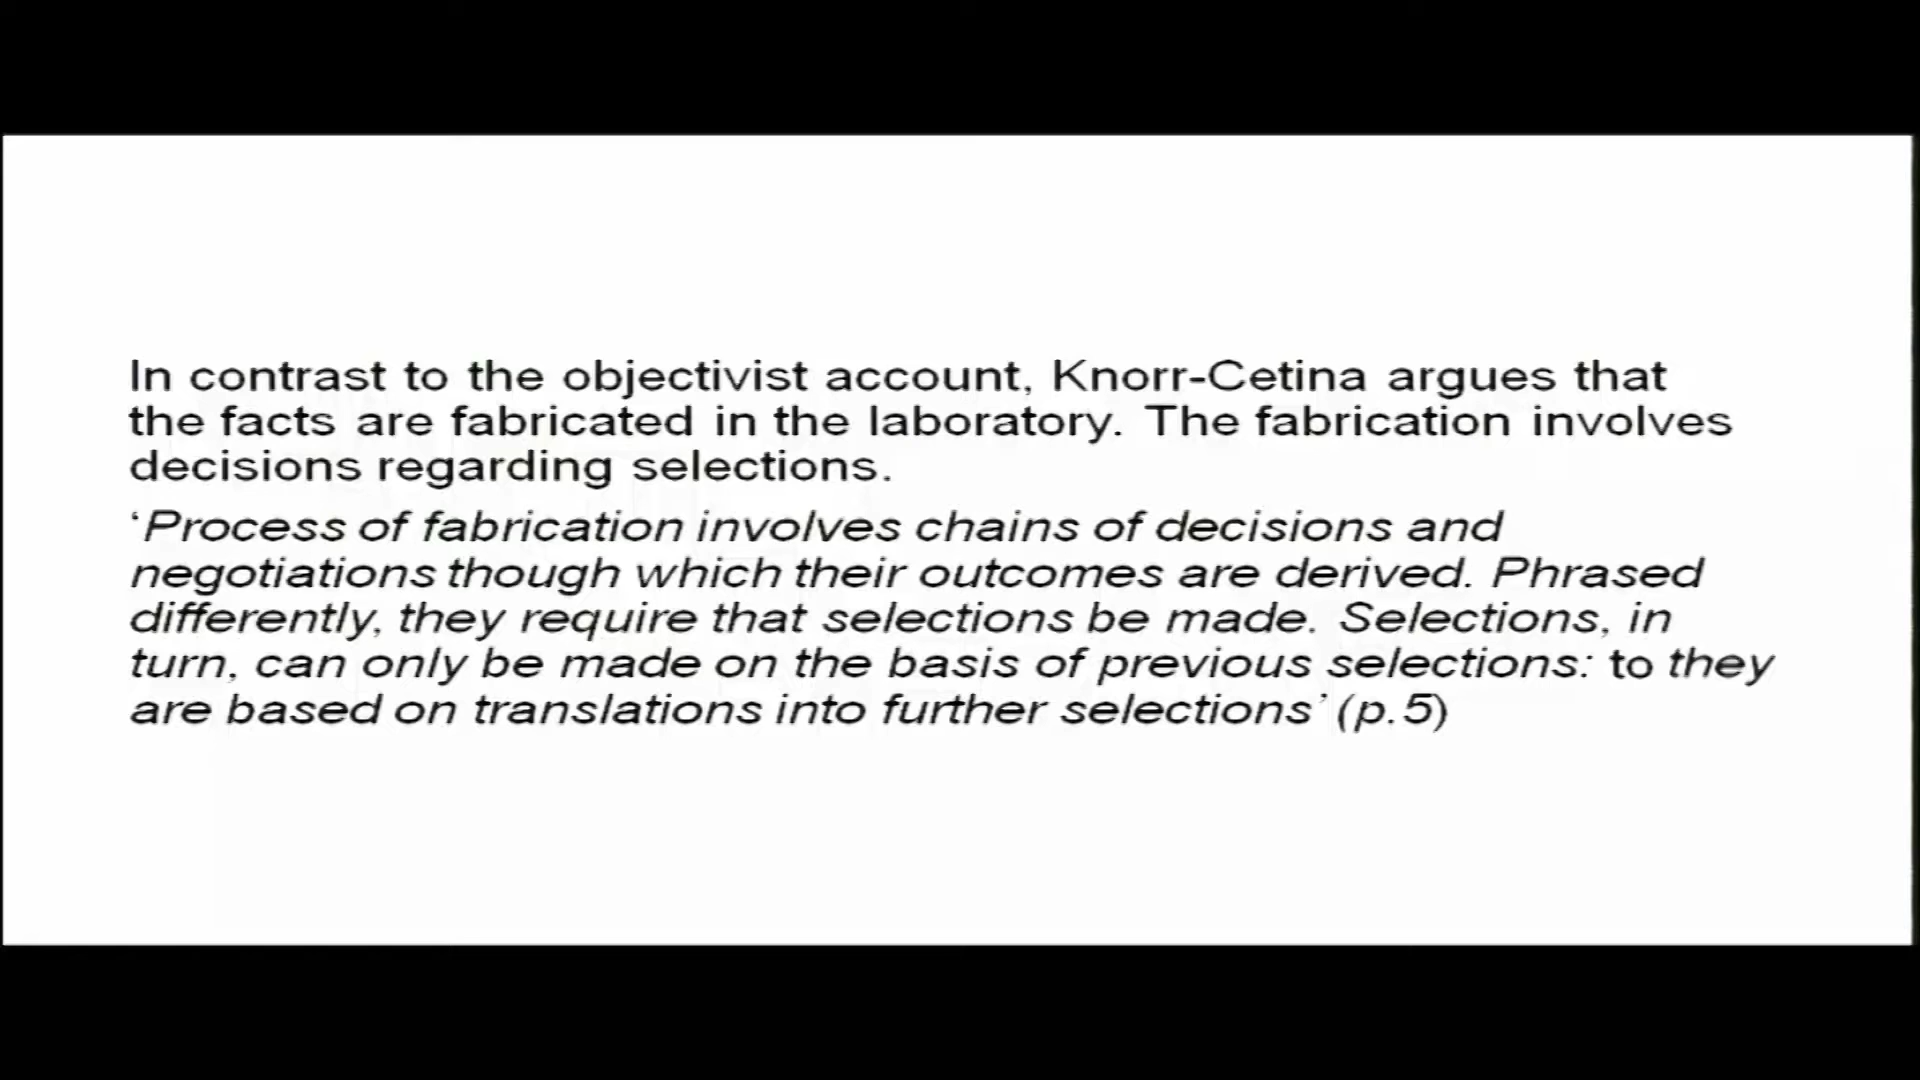 In contrast to the objectivist account, Knorr-Cetina argues that
the facts are fabricated in the laboratory. The fabrication involves
decisions regarding selections.
‘Process of fabrication involves chains of decisions and
negotiations though which their outcomes are derived. Phrased
differently, they require that selections be made. Selections, in
turn, can only be made on the basis of previous selections: to they
are based on translations into further selections’ (p.5)